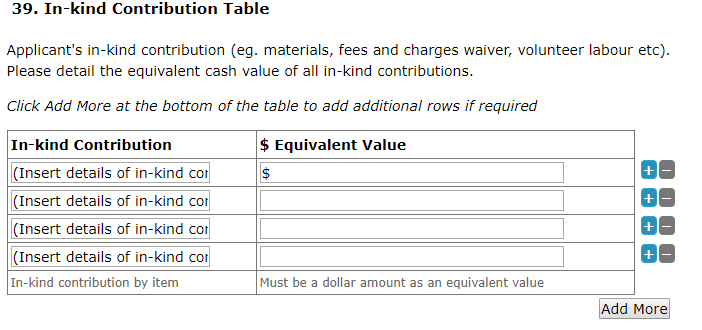 39. In-kind Contribution Table
Applicant's in-kind contribution (eg. materials, fees and charges waiver, volunteer labour etc).
Please detail the equivalent cash value of all in-kind contributions.
Click Add More at the bottom of the table to add additional rows if required
In-kind Contribution $ Equivalent Value
(Insert details of in-kind cor $ + −
(Insert details of in-kind cor + −
(Insert details of in-kind cor + −
(Insert details of in-kind cor + −
In-kind contribution by item Must be a dollar amount as an equivalent value
Add More